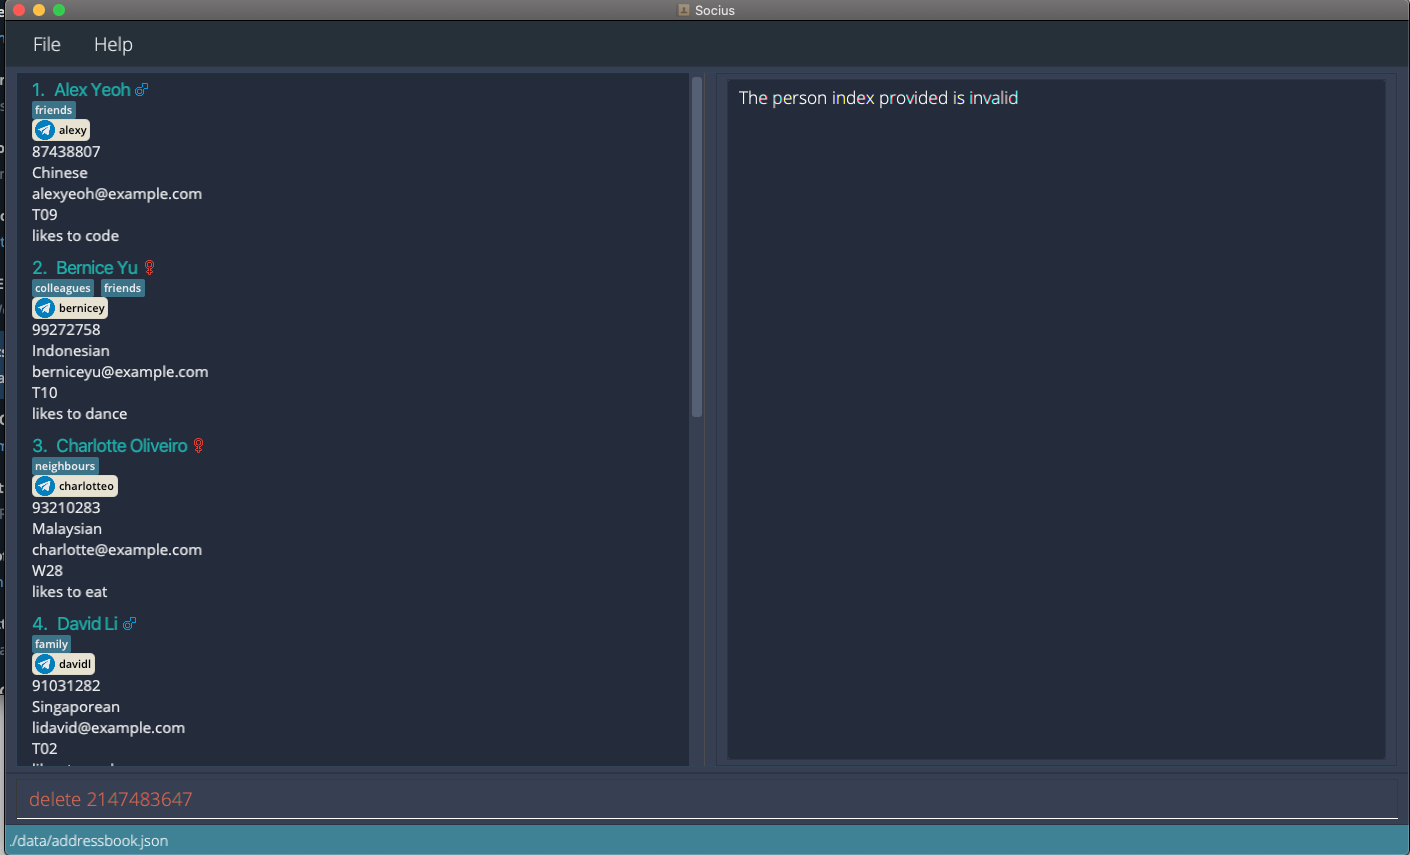 Socius
File Help
1. Alex Yeoh
friends
alexy
87438807
Chinese
alexyeoh@example.com
T09
likes to code
2. Bernice Yu
colleagues friends
bernicey
99272758
Indonesian
berniceyu@example.com
T10
likes to dance
3. Charlotte Oliveiro
neighbours
charlotteo
93210283
Malaysian
charlotte@example.com
W28
likes to eat
4. David Li
family
davidl
91031282
Singaporean
lidavid@example.com
T02
The person index provided is invalid
delete 2147483647
./data/addressbook.json